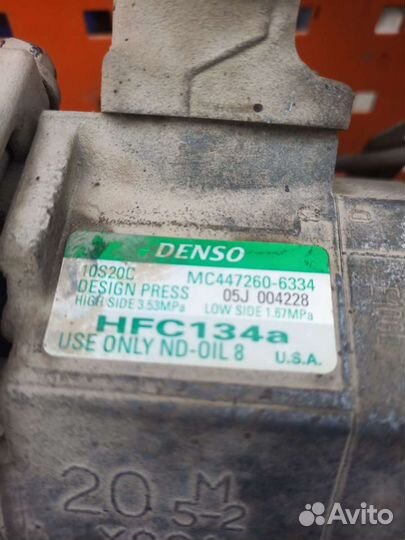 DENSO
10S20C MC447260-6334
DESIGN PRESS 05J 004228
HIGH SIDE 3.53MPa LOW SIDE 1.67MPa
HFC134a
USE ONLY ND-OIL 8 U.S.A.
20 M
5-2
Avito